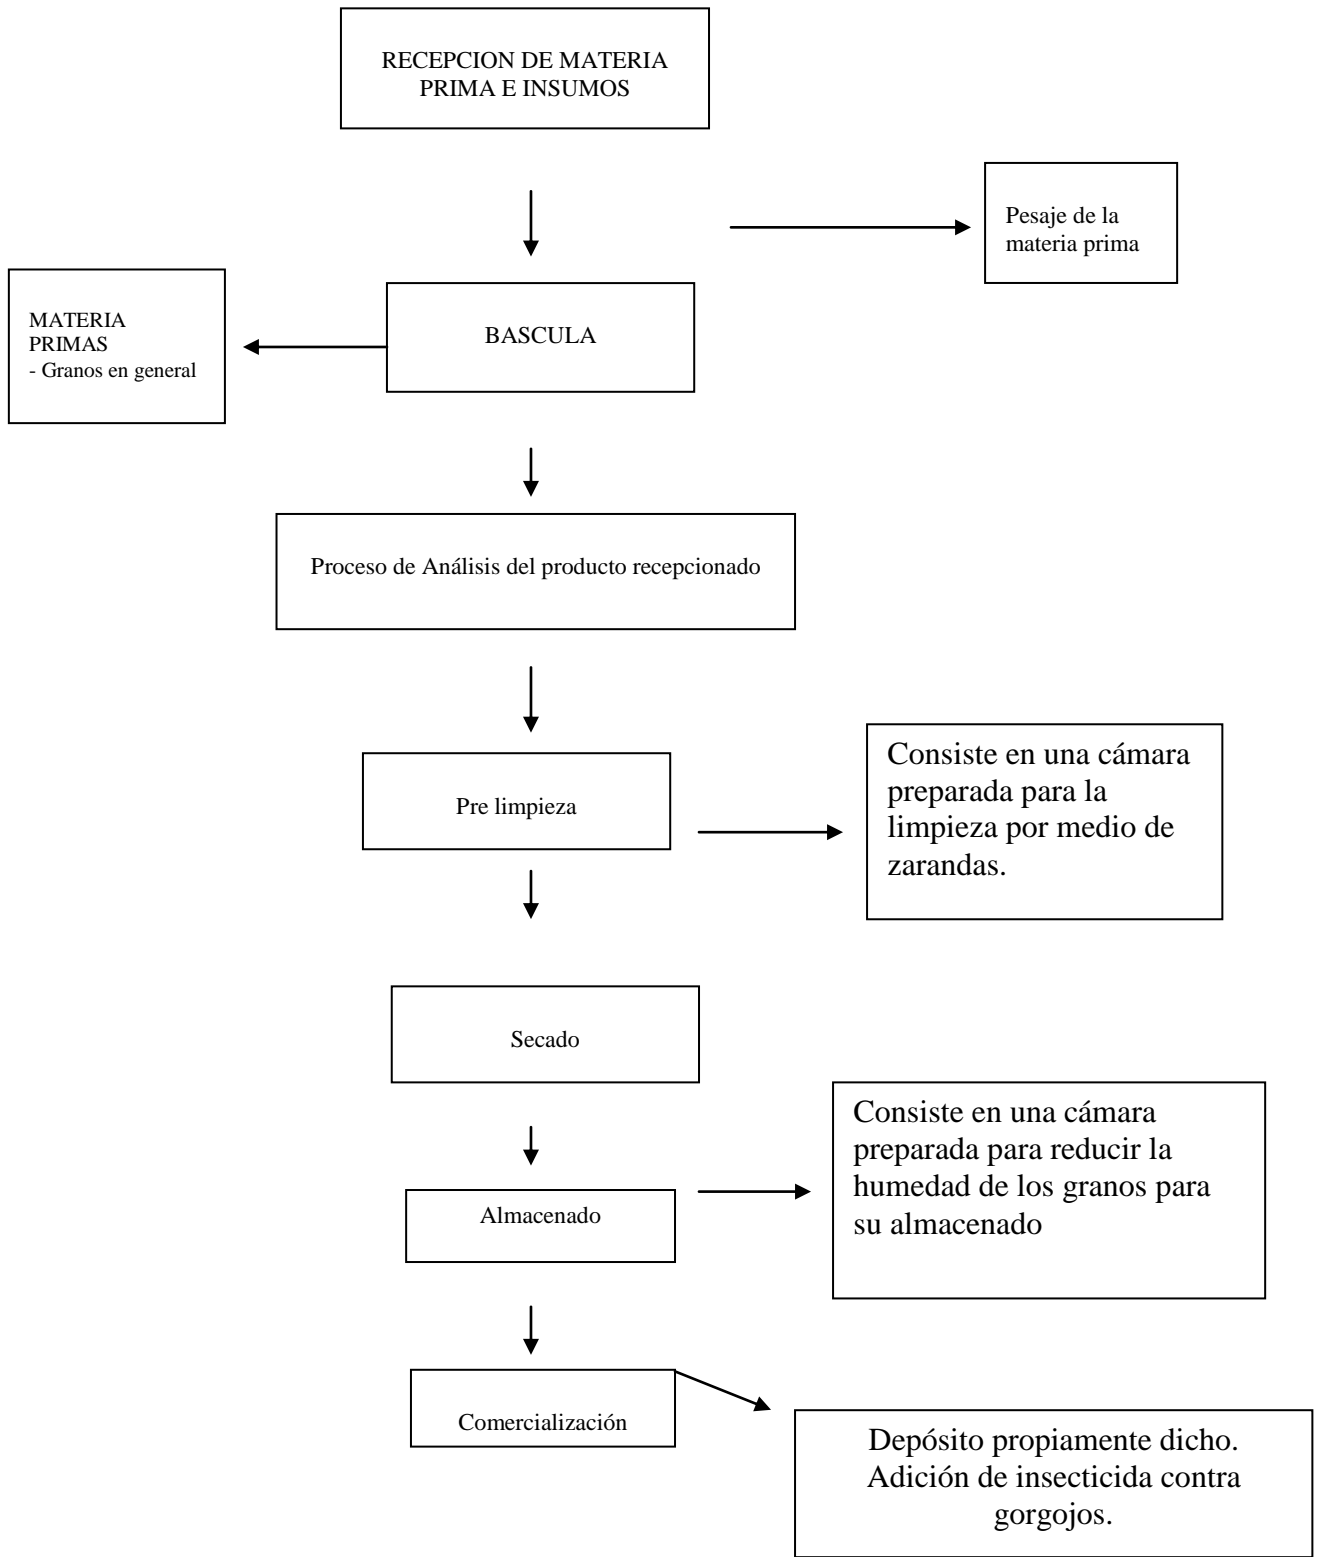 RECEPCION DE MATERIA
PRIMA E INSUMOS
Pesaje de la
materia prima
MATERIA
PRIMAS
- Granos en general
BASCULA
Proceso de Análisis del producto recepcionado
Pre limpieza
Consiste en una cámara
preparada para la
limpieza por medio de
zarandas.
Secado
Consiste en una cámara
preparada para reducir la
humedad de los granos para
su almacenado
Almacenado
Comercialización
Depósito propiamente dicho.
Adición de insecticida contra
gorgojos.